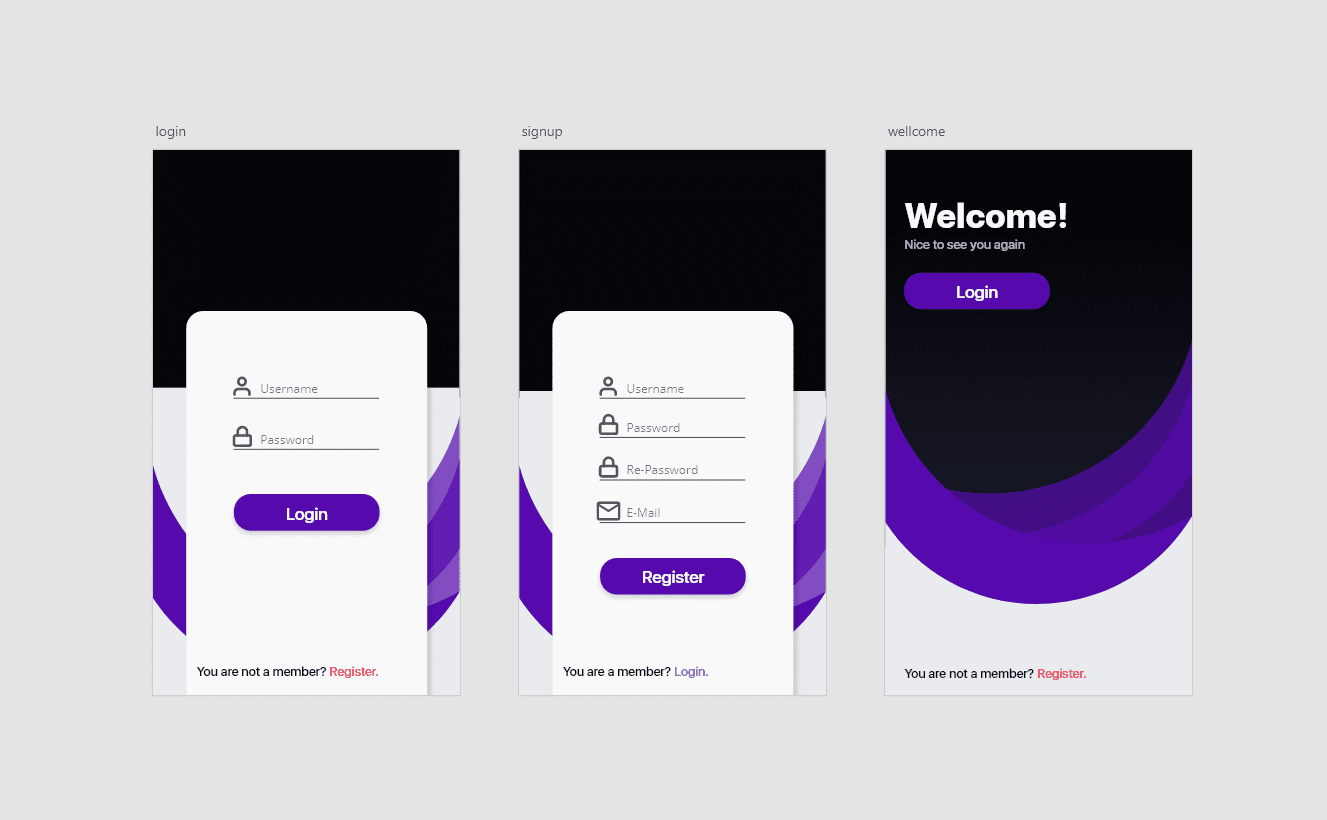 login
Username
Password
Login
You are not a member? Register.
signup
Username
Password
Re-Password
E-Mail
Register
You are a member? Login.
wellcome
Welcome!
Nice to see you again
Login
You are not a member? Register.